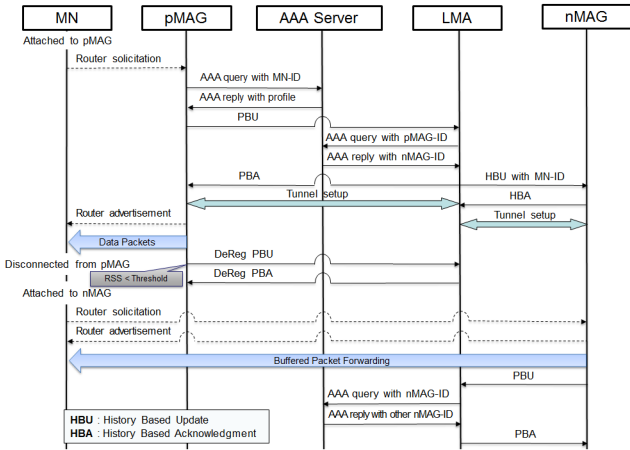 MN pMAG AAA Server LMA nMAG
Attached to pMAG
Router solicitation
AAA query with MN-ID
AAA reply with profile
PBU
AAA query with pMAG-ID
AAA reply with nMAG-ID
PBA
HBU with MN-ID
Tunnel setup
HBA
Router advertisement
Tunnel setup
Data Packets
DeReg PBU
Disconnected from pMAG
RSS < Threshold
DeReg PBA
Attached to nMAG
Router solicitation
Router advertisement
Buffered Packet Forwarding
PBU
AAA query with nMAG-ID
AAA reply with other nMAG-ID
HBU : History Based Update
HBA : History Based Acknowledgment
PBA